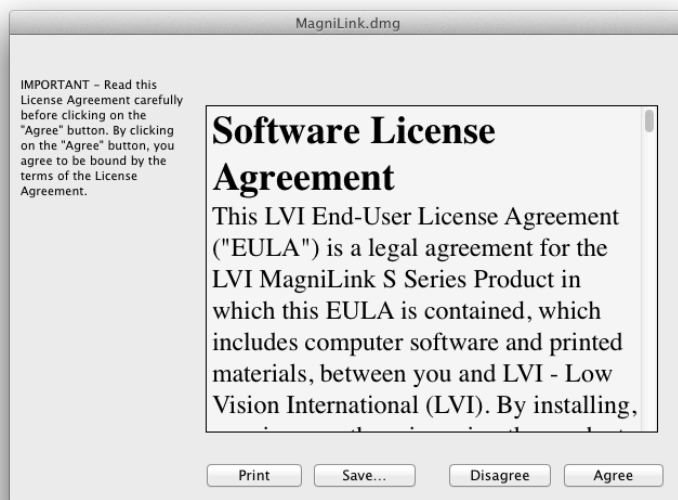 MagniLink.dmg
IMPORTANT – Read this
License Agreement carefully
before clicking on the
"Agree" button. By clicking
on the "Agree" button, you
agree to be bound by the
terms of the License
Agreement.
Software License
Agreement
This LVI End-User License Agreement
("EULA") is a legal agreement for the
LVI MagniLink S Series Product in
which this EULA is contained, which
includes computer software and printed
materials, between you and LVI - Low
Vision International (LVI). By installing,
Print Save... Disagree Agree